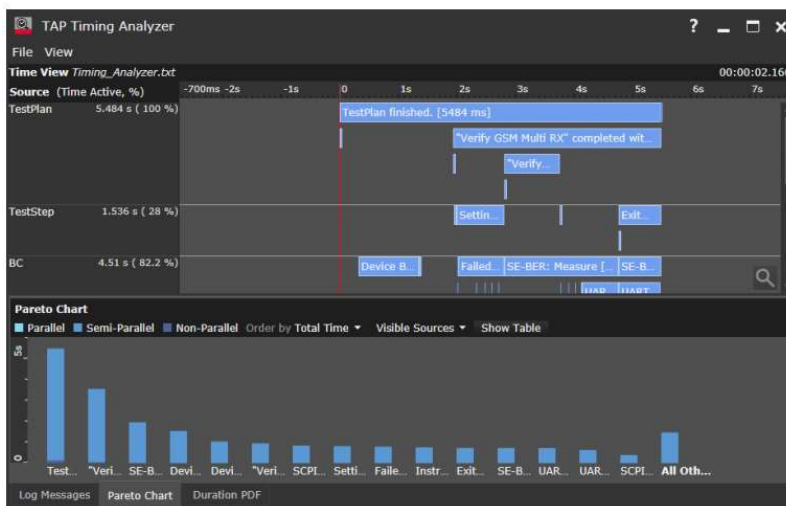 TAP Timing Analyzer
?
File View
Time View Timing_Analyzer.txt 00:00:02.160
Source (Time Active, %) -700ms -2s -1s 0 1s 2s 3s 4s 5s 6s 7s
TestPlan 5.484 s ( 100 %) TestPlan finished. [5484 ms]
"Verify GSM Multi RX" completed wit...
"Verify...
TestStep 1.536 s ( 28 %) Settin... Exit...
BC 4.51 s ( 82.2 %) Device B... Failed... SE-BER: Measure [... SE-B...
UAR... UART...
Pareto Chart
Parallel Semi-Parallel Non-Parallel Order by Total Time Visible Sources Show Table
5s
0
Test... "Veri... SE-B... Devi... Devi... "Veri... SCPI... Setti... Faile... Instr... Exit... SE-B... UAR... UAR... SCPI... All Oth...
Log Messages Pareto Chart Duration PDF